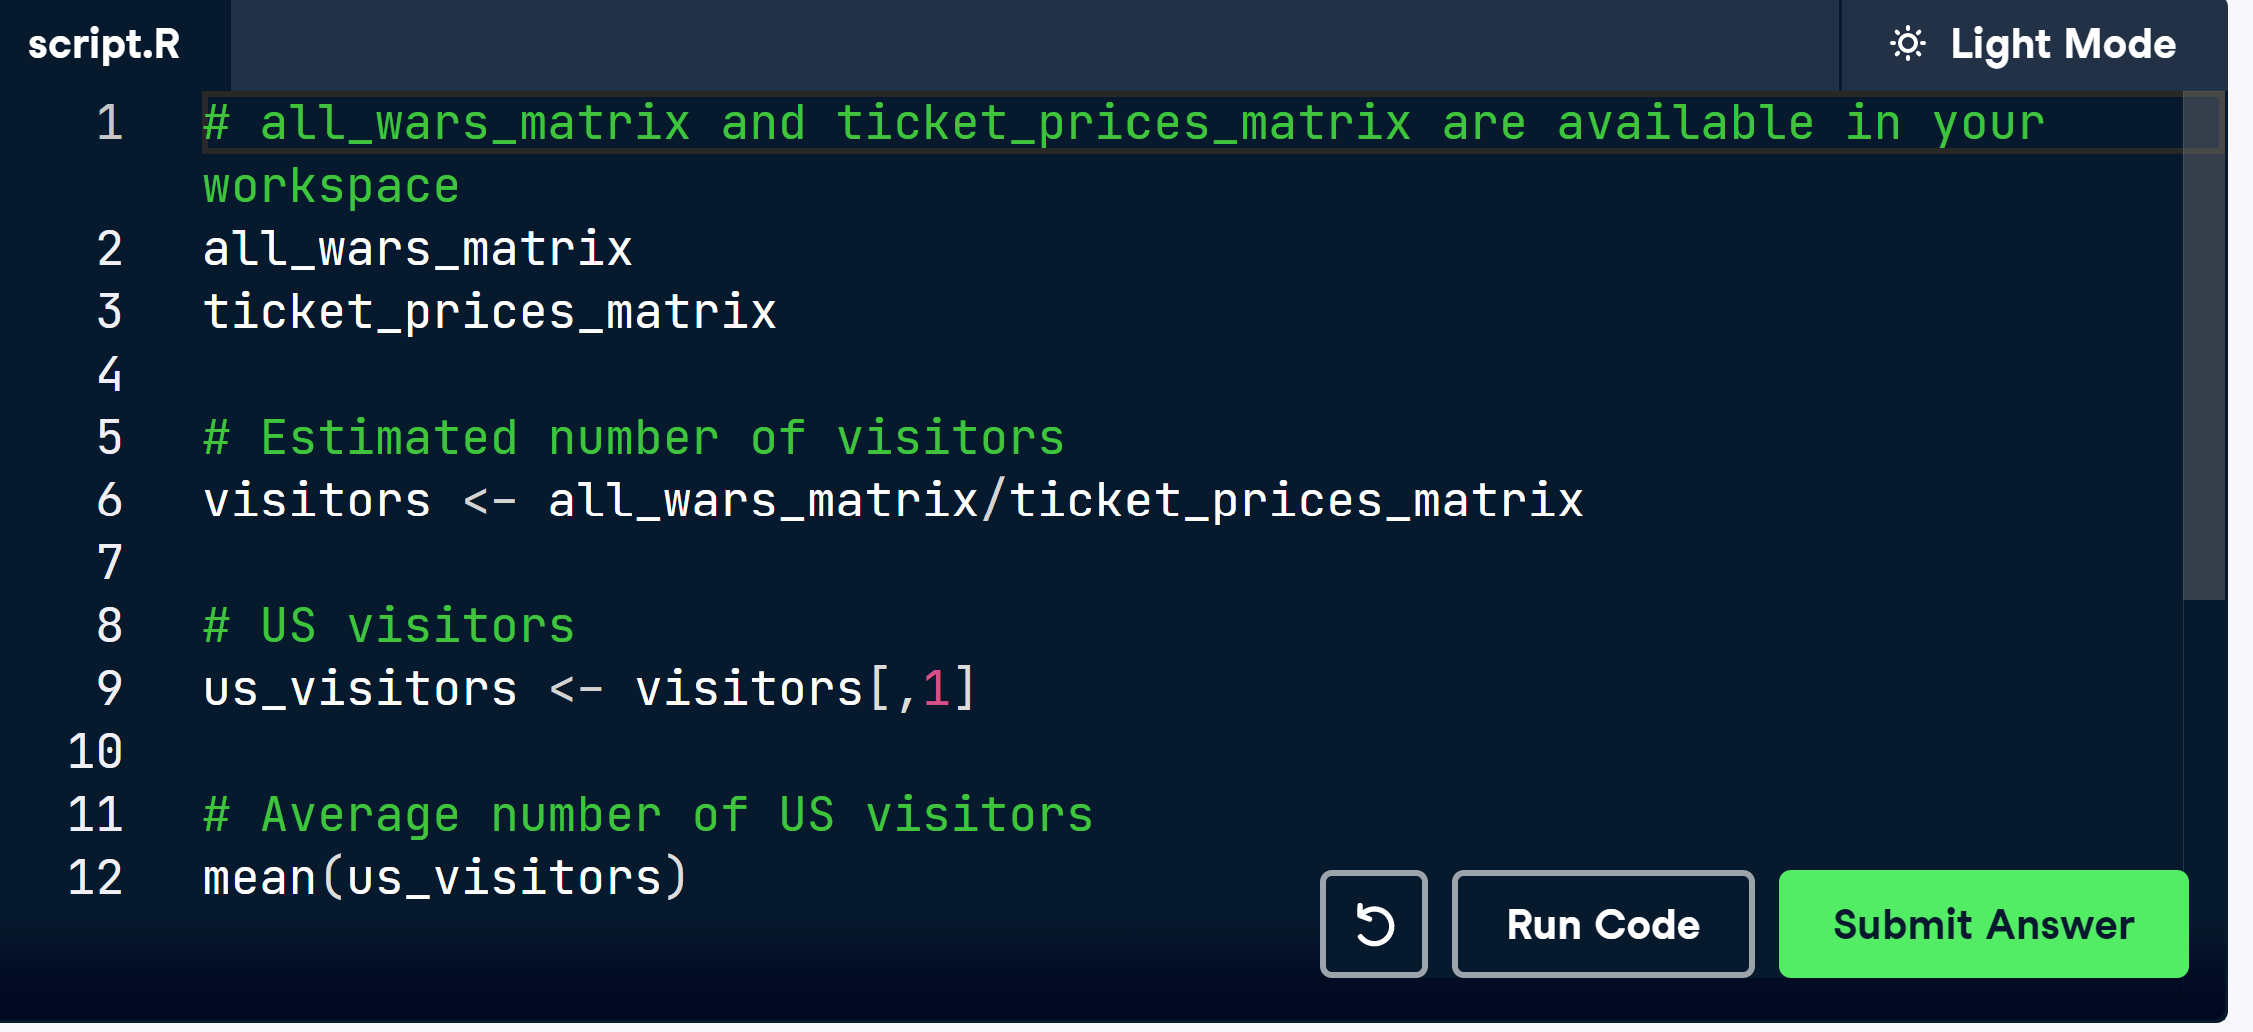 script.R
Light Mode
1 # all_wars_matrix and ticket_prices_matrix are available in your
workspace
2 all_wars_matrix
3 ticket_prices_matrix
4
5 # Estimated number of visitors
6 visitors <- all_wars_matrix/ticket_prices_matrix
7
8 # US visitors
9 us_visitors <- visitors[,1]
10
11 # Average number of US visitors
12 mean(us_visitors)
Run Code
Submit Answer